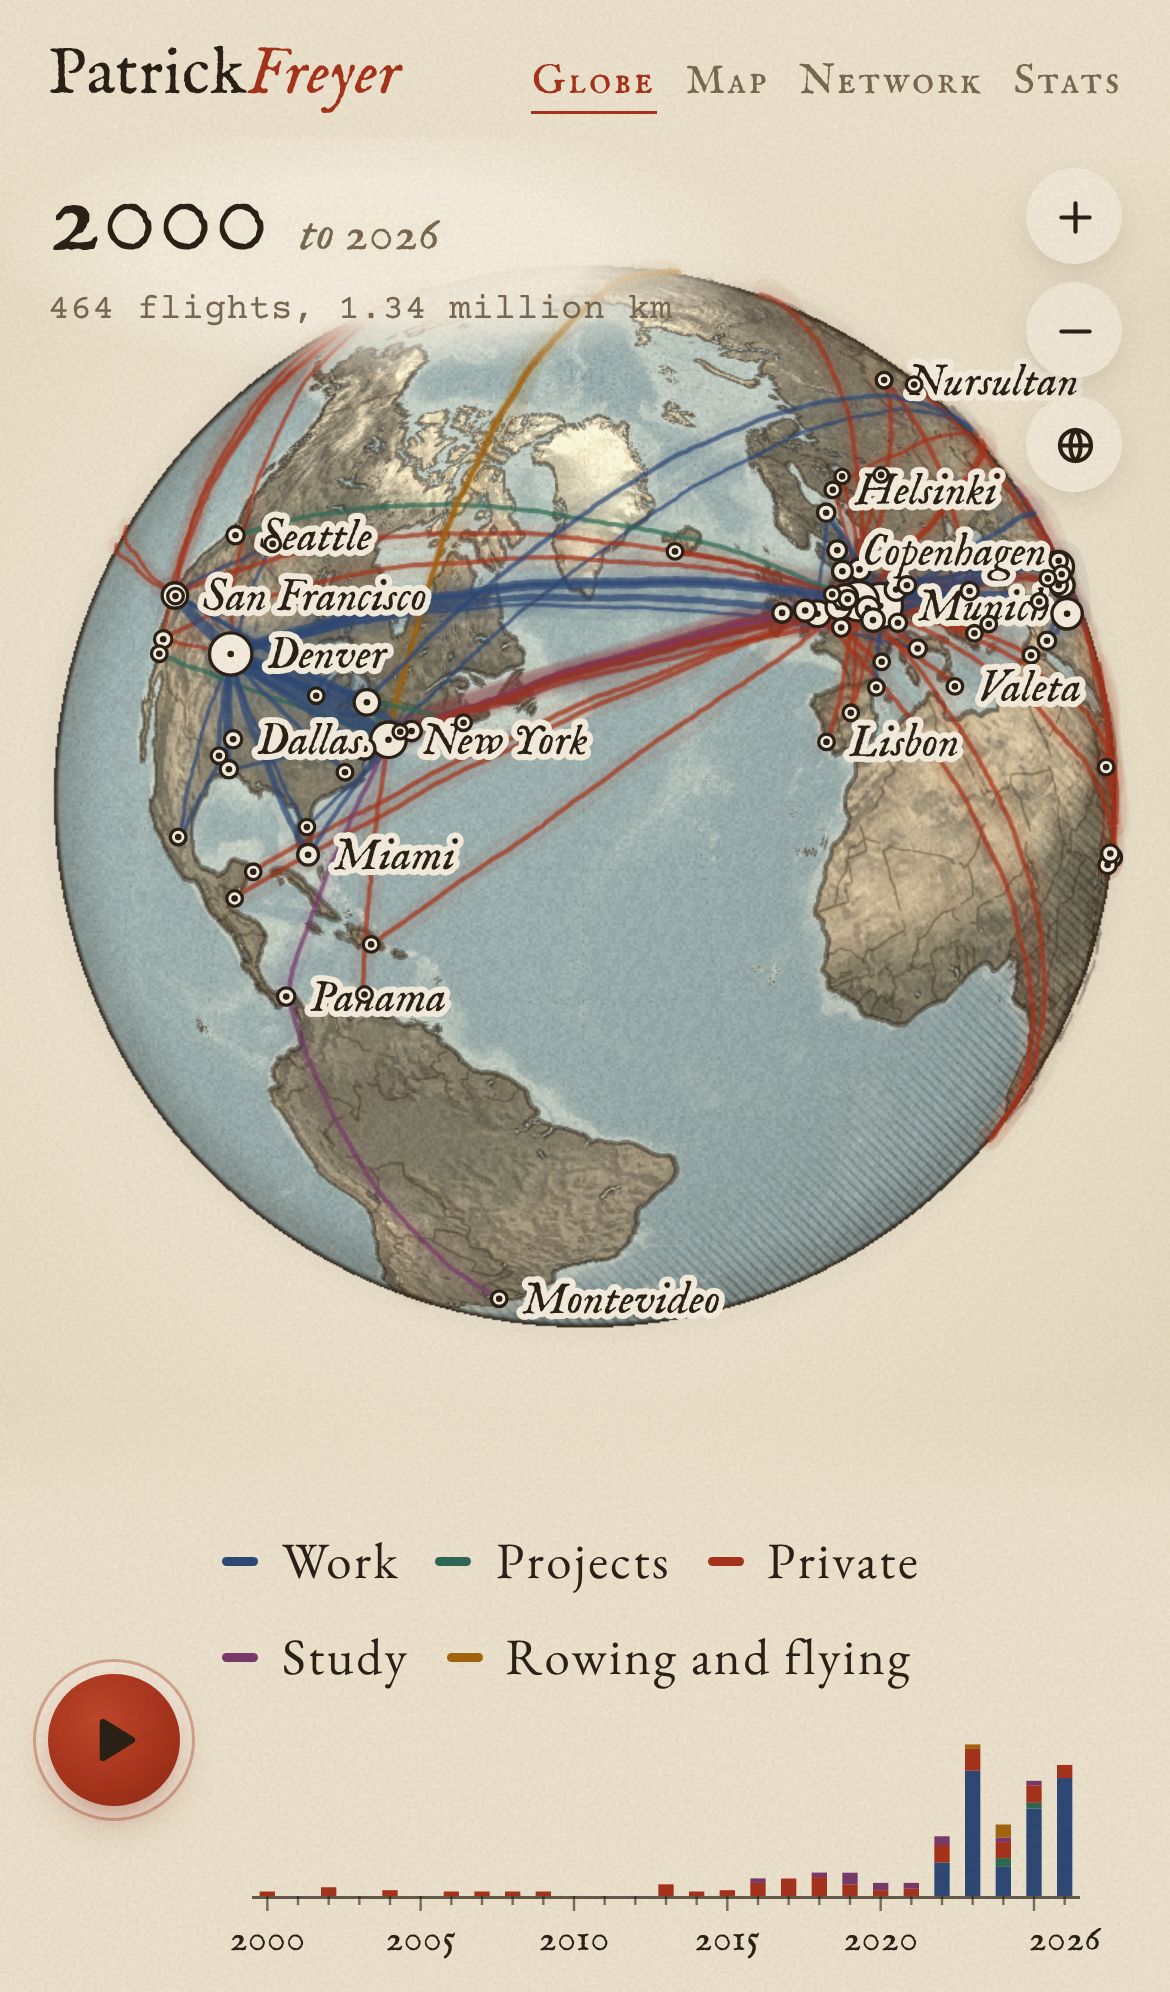 PatrickFreyer
Globe Map Network Stats
2000 to 2026
464 flights, 1.34 million km
+
−
Nursultan
Helsinki
Seattle
Copenhagen
San Francisco
Munich
Denver
Valeta
Dallas.
New York
Lisbon
Miami
Panama
Montevideo
Work Projects Private
Study Rowing and flying
2000 2005 2010 2015 2020 2026